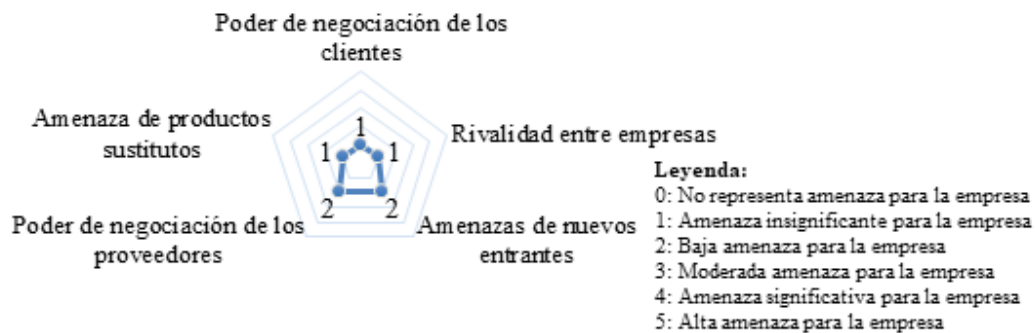 Poder de negociación de los
clientes
Amenaza de productos
sustitutos
Rivalidad entre empresas
1
1
1
2
2
Poder de negociación de los
proveedores
Amenazas de nuevos
entrantes
Leyenda:
0: No representa amenaza para la empresa
1: Amenaza insignificante para la empresa
2: Baja amenaza para la empresa
3: Moderada amenaza para la empresa
4: Amenaza significativa para la empresa
5: Alta amenaza para la empresa